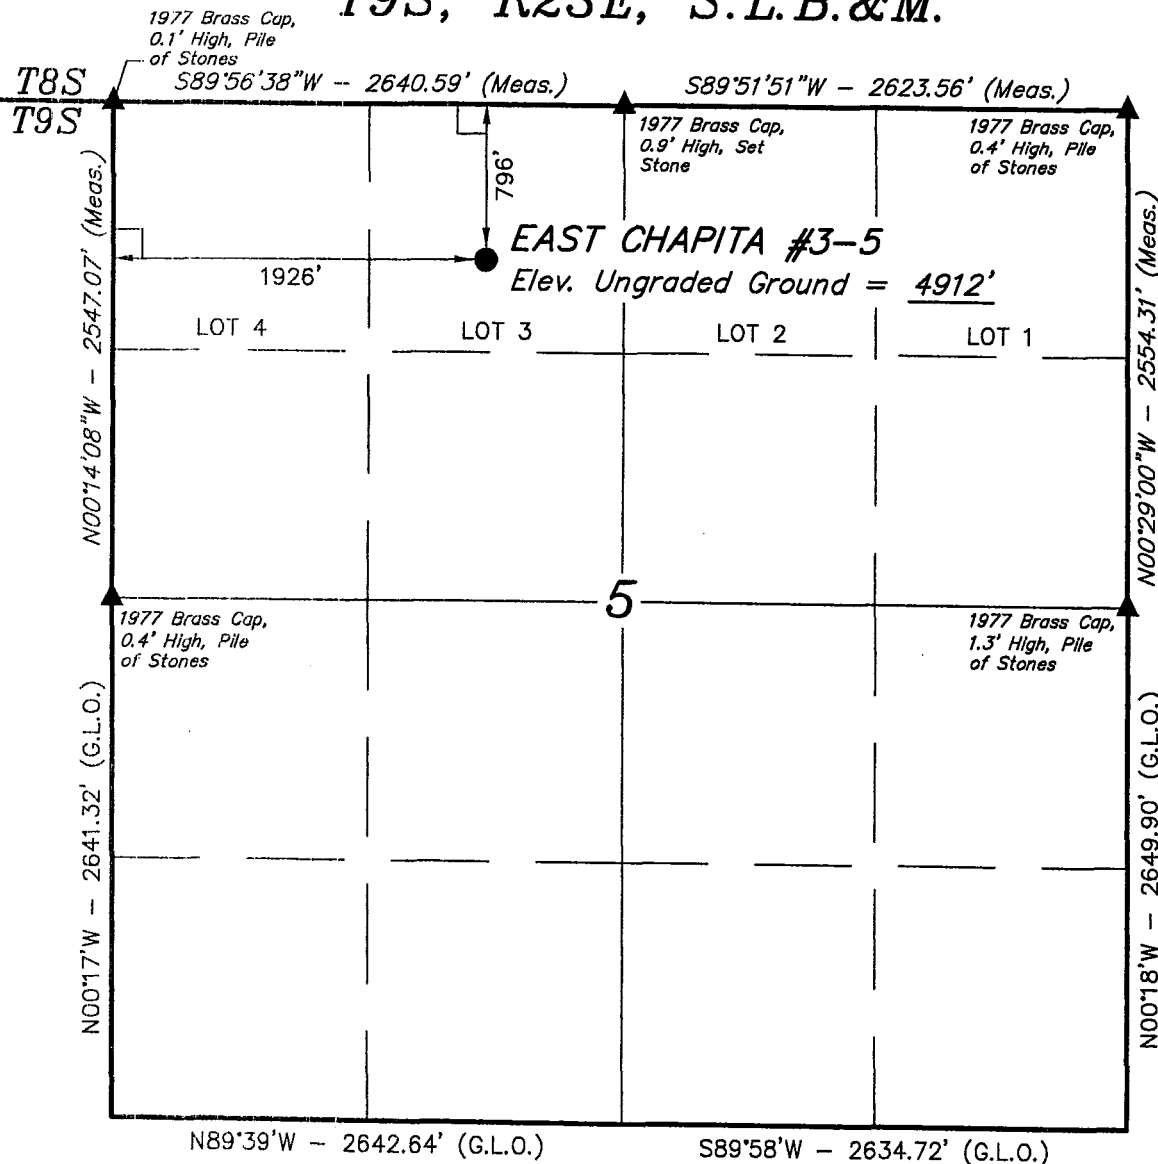 T9S, R23E, S.L.B.&M.
1977 Brass Cap,
0.1' High, Pile
of Stones
T8S
T9S
S89°56'38"W - 2640.59' (Meas.)
S89°51'51"W - 2623.56' (Meas.)
1977 Brass Cap,
0.9' High, Set
Stone
1977 Brass Cap,
0.4' High, Pile
of Stones
N00°14'08"W - 2547.07' (Meas.)
796'
1926'
EAST CHAPITA #3-5
Elev. Ungraded Ground = 4912'
N00°29'00"W - 2554.31' (Meas.)
LOT 4
LOT 3
LOT 2
LOT 1
5
1977 Brass Cap,
0.4' High, Pile
of Stones
1977 Brass Cap,
1.3' High, Pile
of Stones
N00°17'W - 2641.32' (G.L.O.)
N00°18'W - 2649.90' (G.L.O.)
N89°39'W - 2642.64' (G.L.O.)
S89°58'W - 2634.72' (G.L.O.)